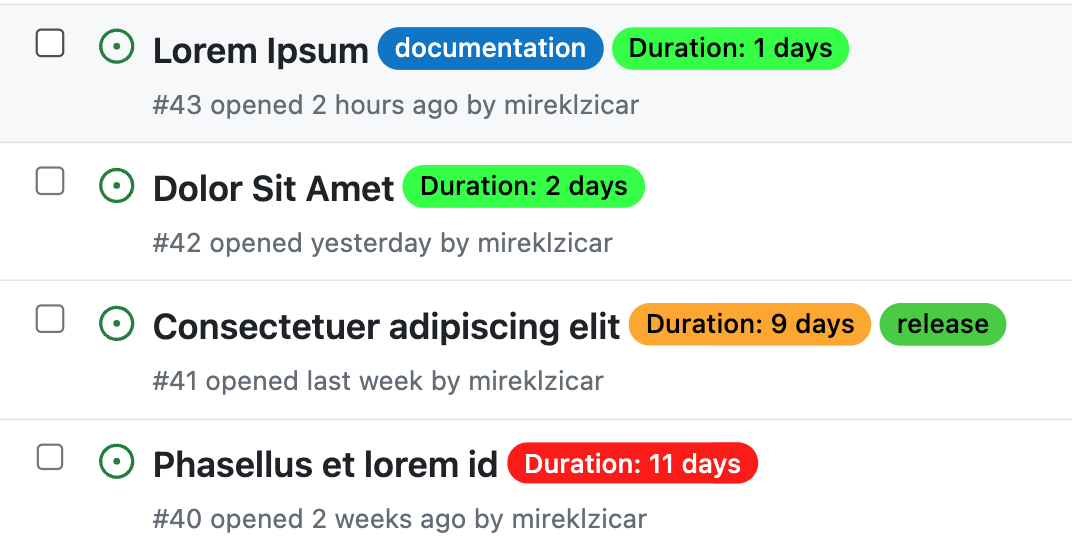 Lorem Ipsum documentation Duration: 1 days
#43 opened 2 hours ago by mireklzicar
Dolor Sit Amet Duration: 2 days
#42 opened yesterday by mireklzicar
Consectetuer adipiscing elit Duration: 9 days release
#41 opened last week by mireklzicar
Phasellus et lorem id Duration: 11 days
#40 opened 2 weeks ago by mireklzicar